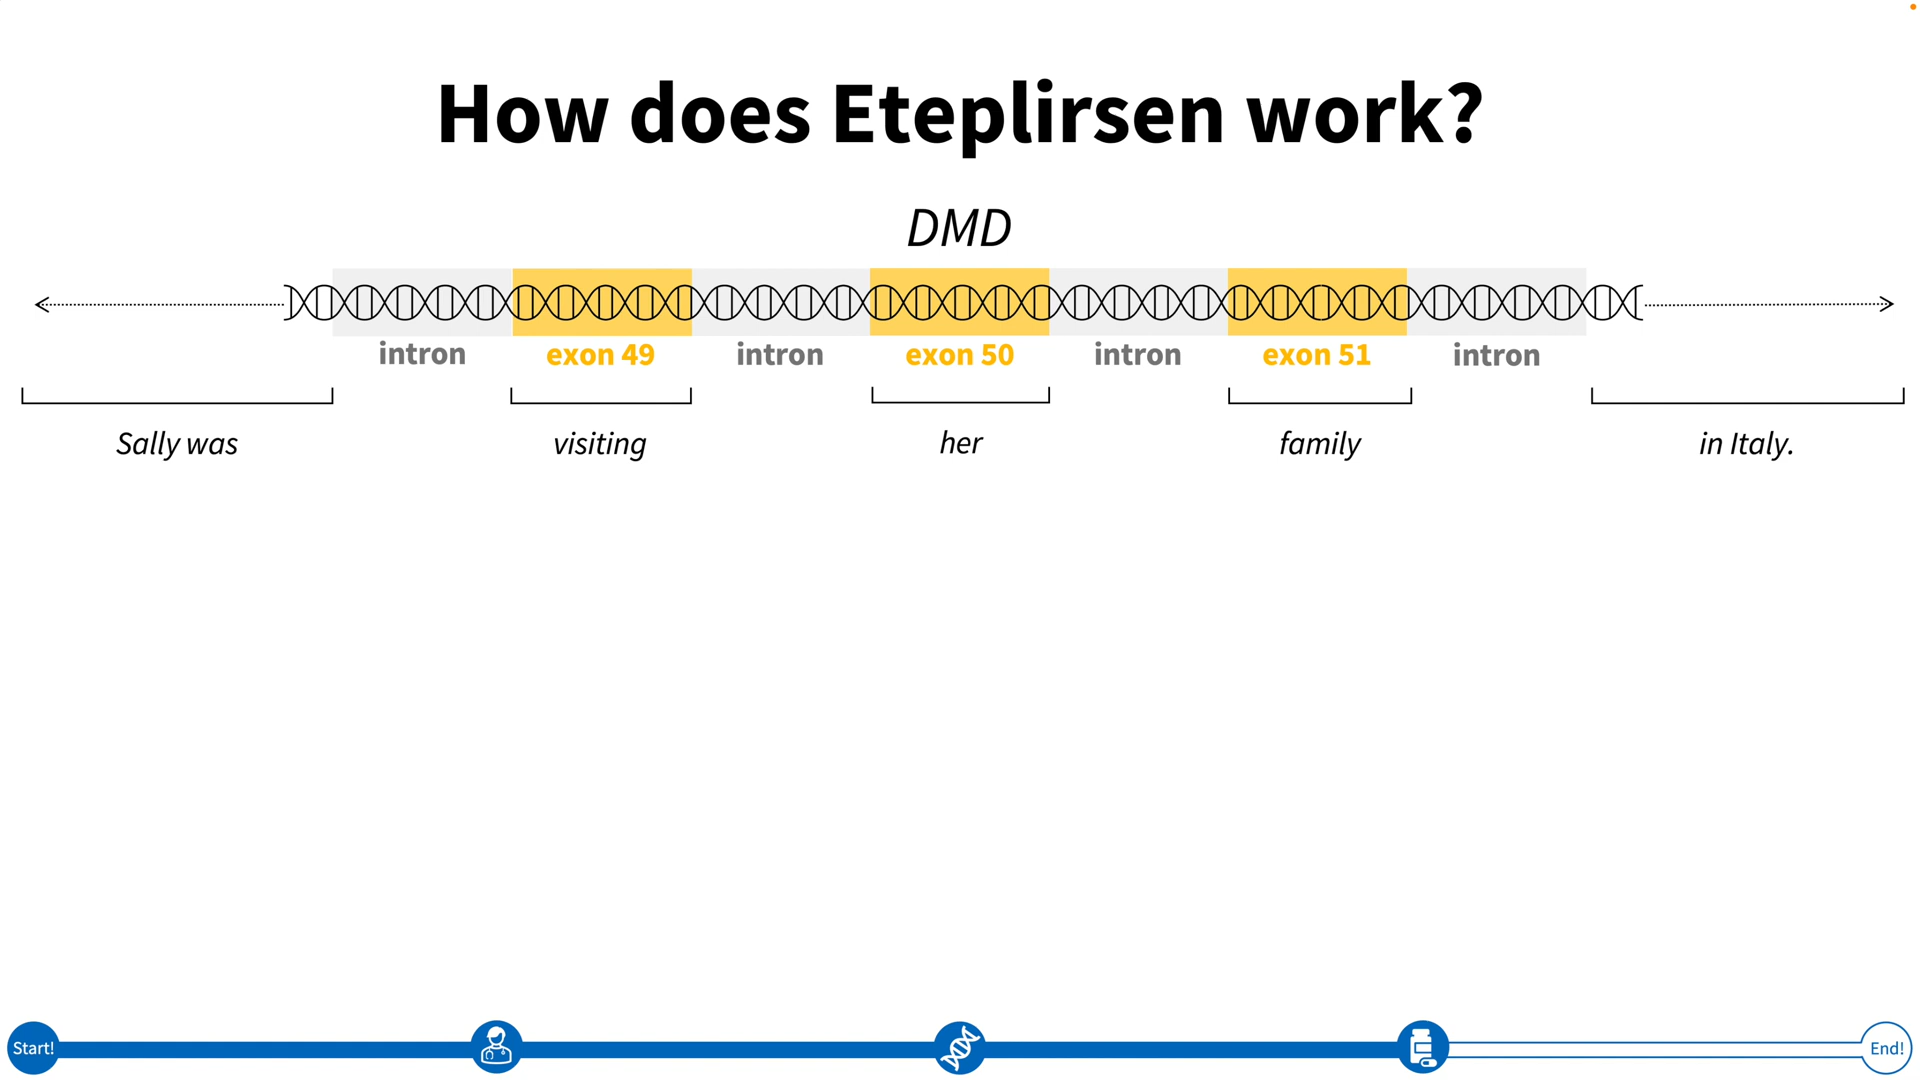 How does Eteplirsen work?
DMD
intron exon 49 intron exon 50 intron exon 51 intron
Sally was visiting her family in Italy.
Start! End!